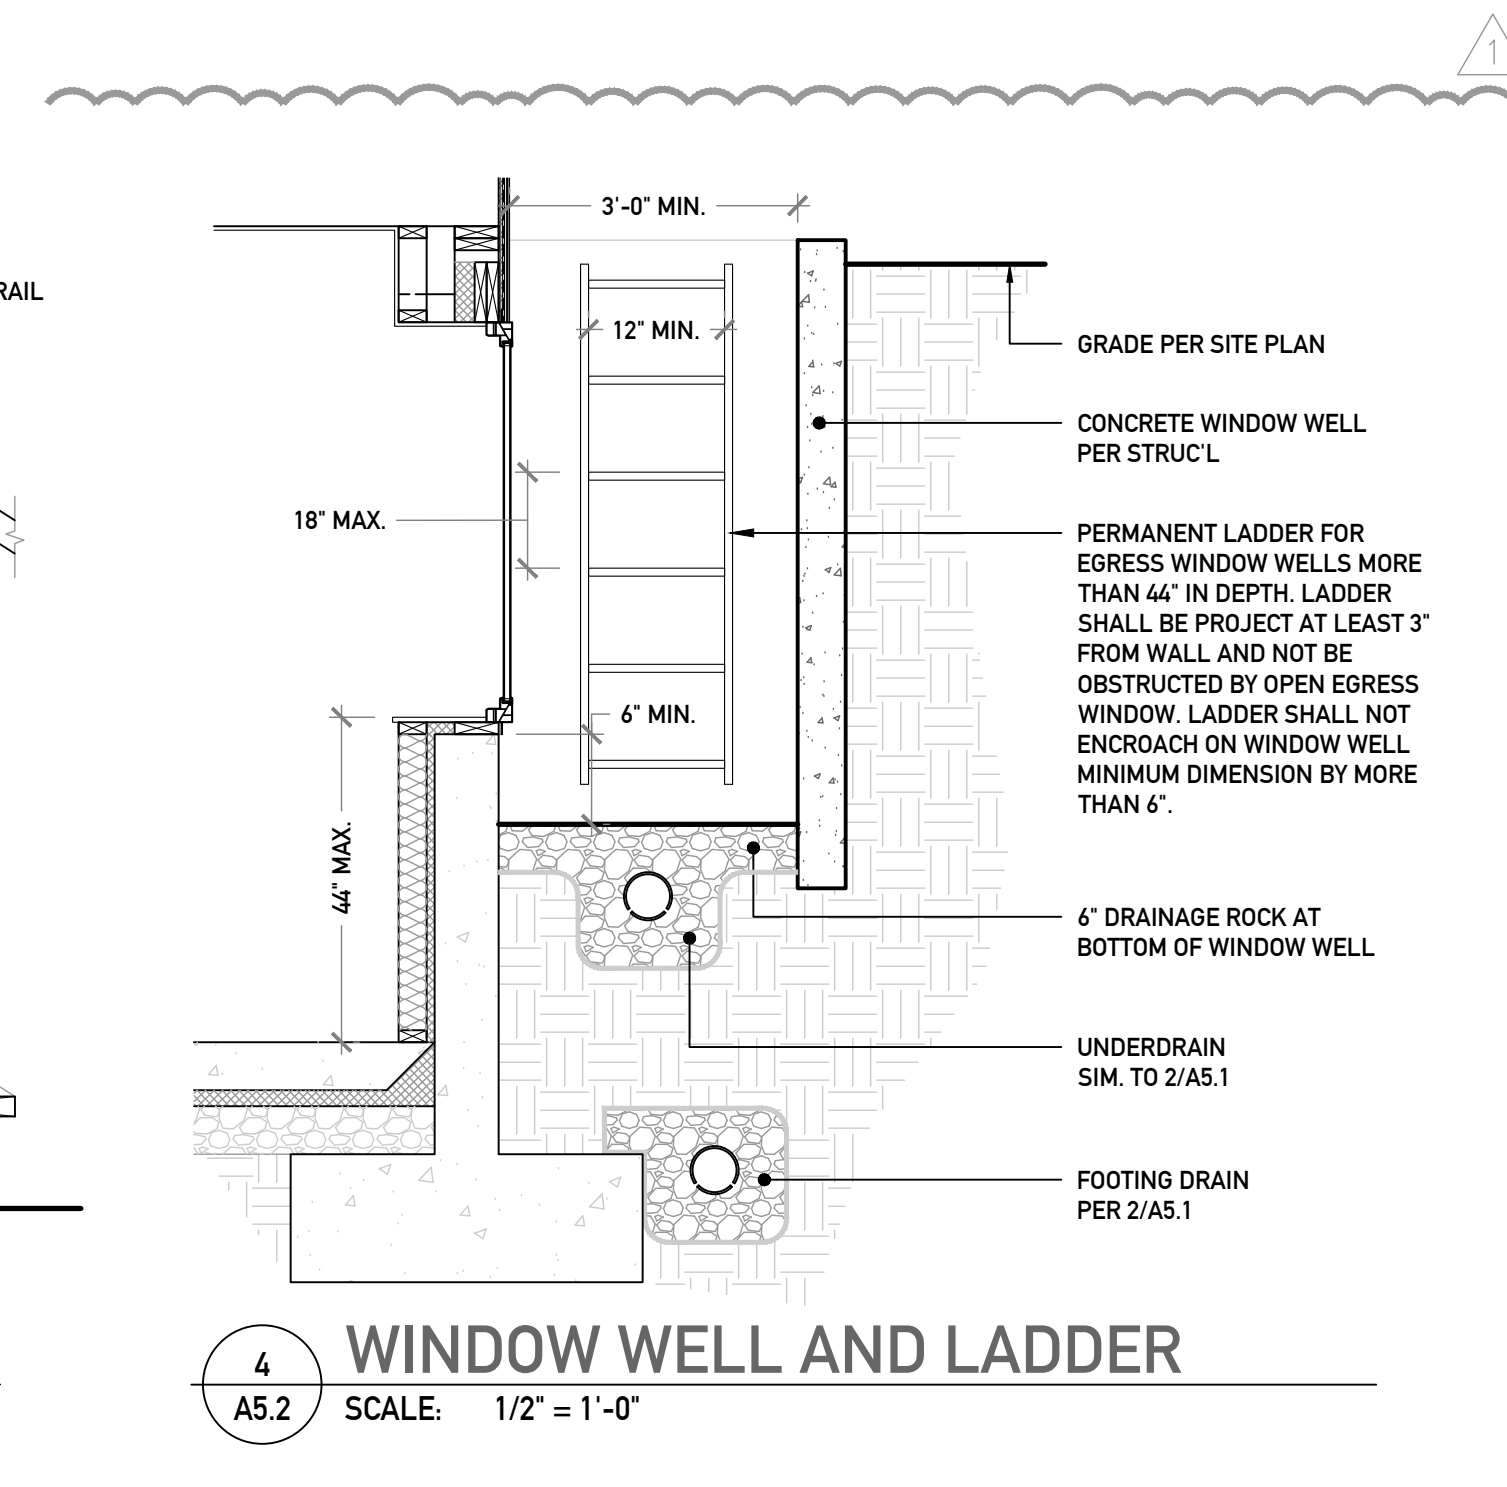 1
3'-0" MIN.
RAIL
12" MIN.
GRADE PER SITE PLAN
CONCRETE WINDOW WELL
PER STRUC'L
18" MAX.
PERMANENT LADDER FOR
EGRESS WINDOW WELLS MORE
THAN 44" IN DEPTH. LADDER
SHALL BE PROJECT AT LEAST 3"
FROM WALL AND NOT BE
OBSTRUCTED BY OPEN EGRESS
WINDOW. LADDER SHALL NOT
ENCROACH ON WINDOW WELL
MINIMUM DIMENSION BY MORE
THAN 6".
6" MIN.
44" MAX.
6" DRAINAGE ROCK AT
BOTTOM OF WINDOW WELL
UNDERDRAIN
SIM. TO 2/A5.1
FOOTING DRAIN
PER 2/A5.1
4
A5.2
WINDOW WELL AND LADDER
SCALE: 1/2" = 1'-0"